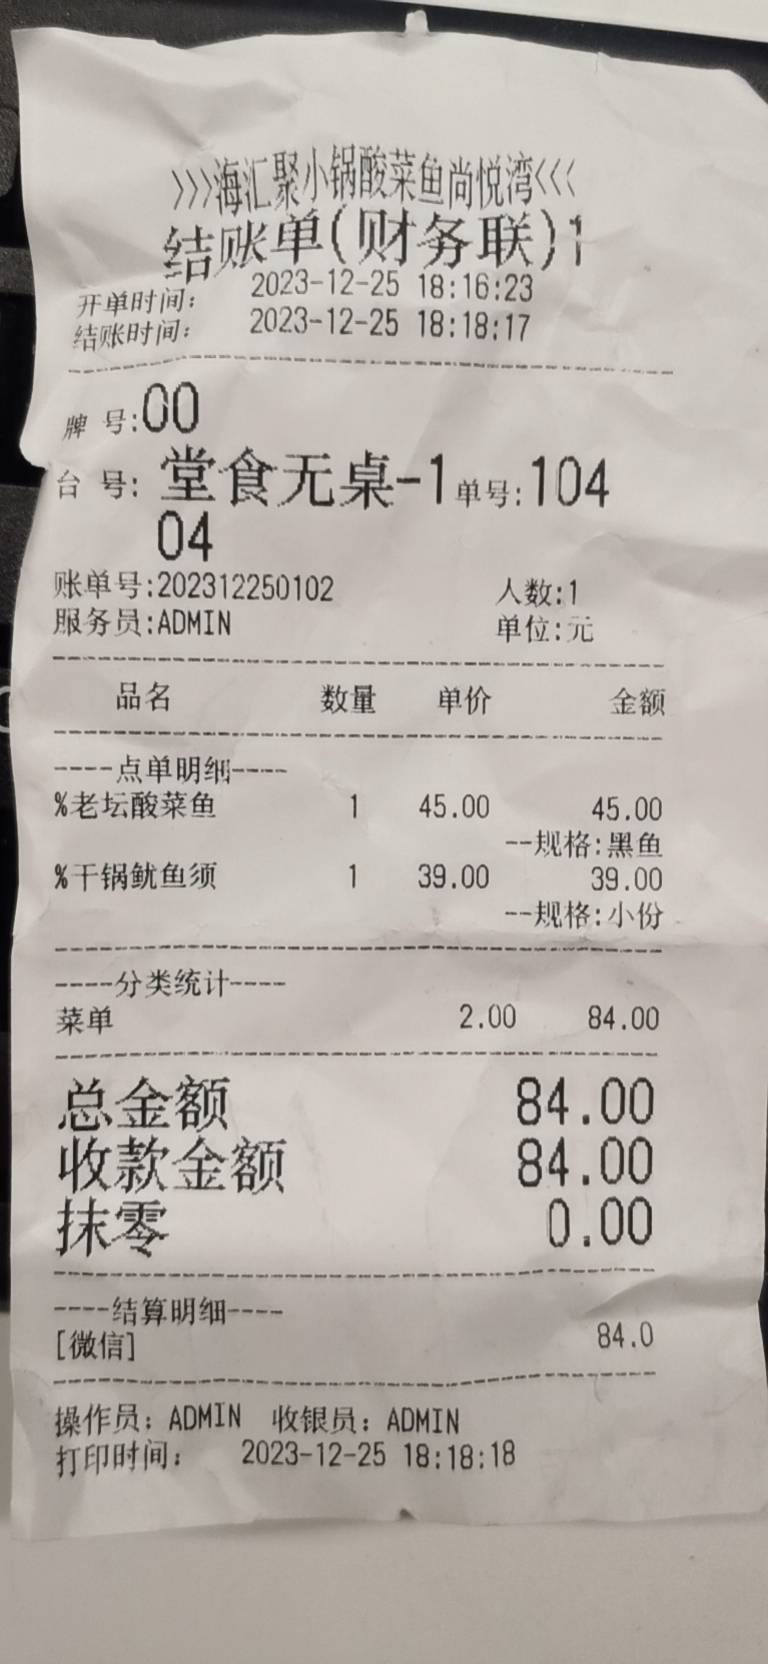 >>>海汇聚小锅酸菜鱼尚悦湾<<<
结账单(财务联)1
开单时间: 2023-12-25 18:16:23
结账时间: 2023-12-25 18:18:17
牌 号:00
台 号: 堂食无桌-1 单号:104
04
账单号:202312250102 人数:1
服务员:ADMIN 单位:元
品名 数量 单价 金额
----点单明细----
%老坛酸菜鱼 1 45.00 45.00
--规格:黑鱼
%干锅鱿鱼须 1 39.00 39.00
--规格:小份
----分类统计----
菜单 2.00 84.00
总金额 84.00
收款金额 84.00
抹零 0.00
----结算明细----
[微信] 84.0
操作员: ADMIN 收银员: ADMIN
打印时间: 2023-12-25 18:18:18